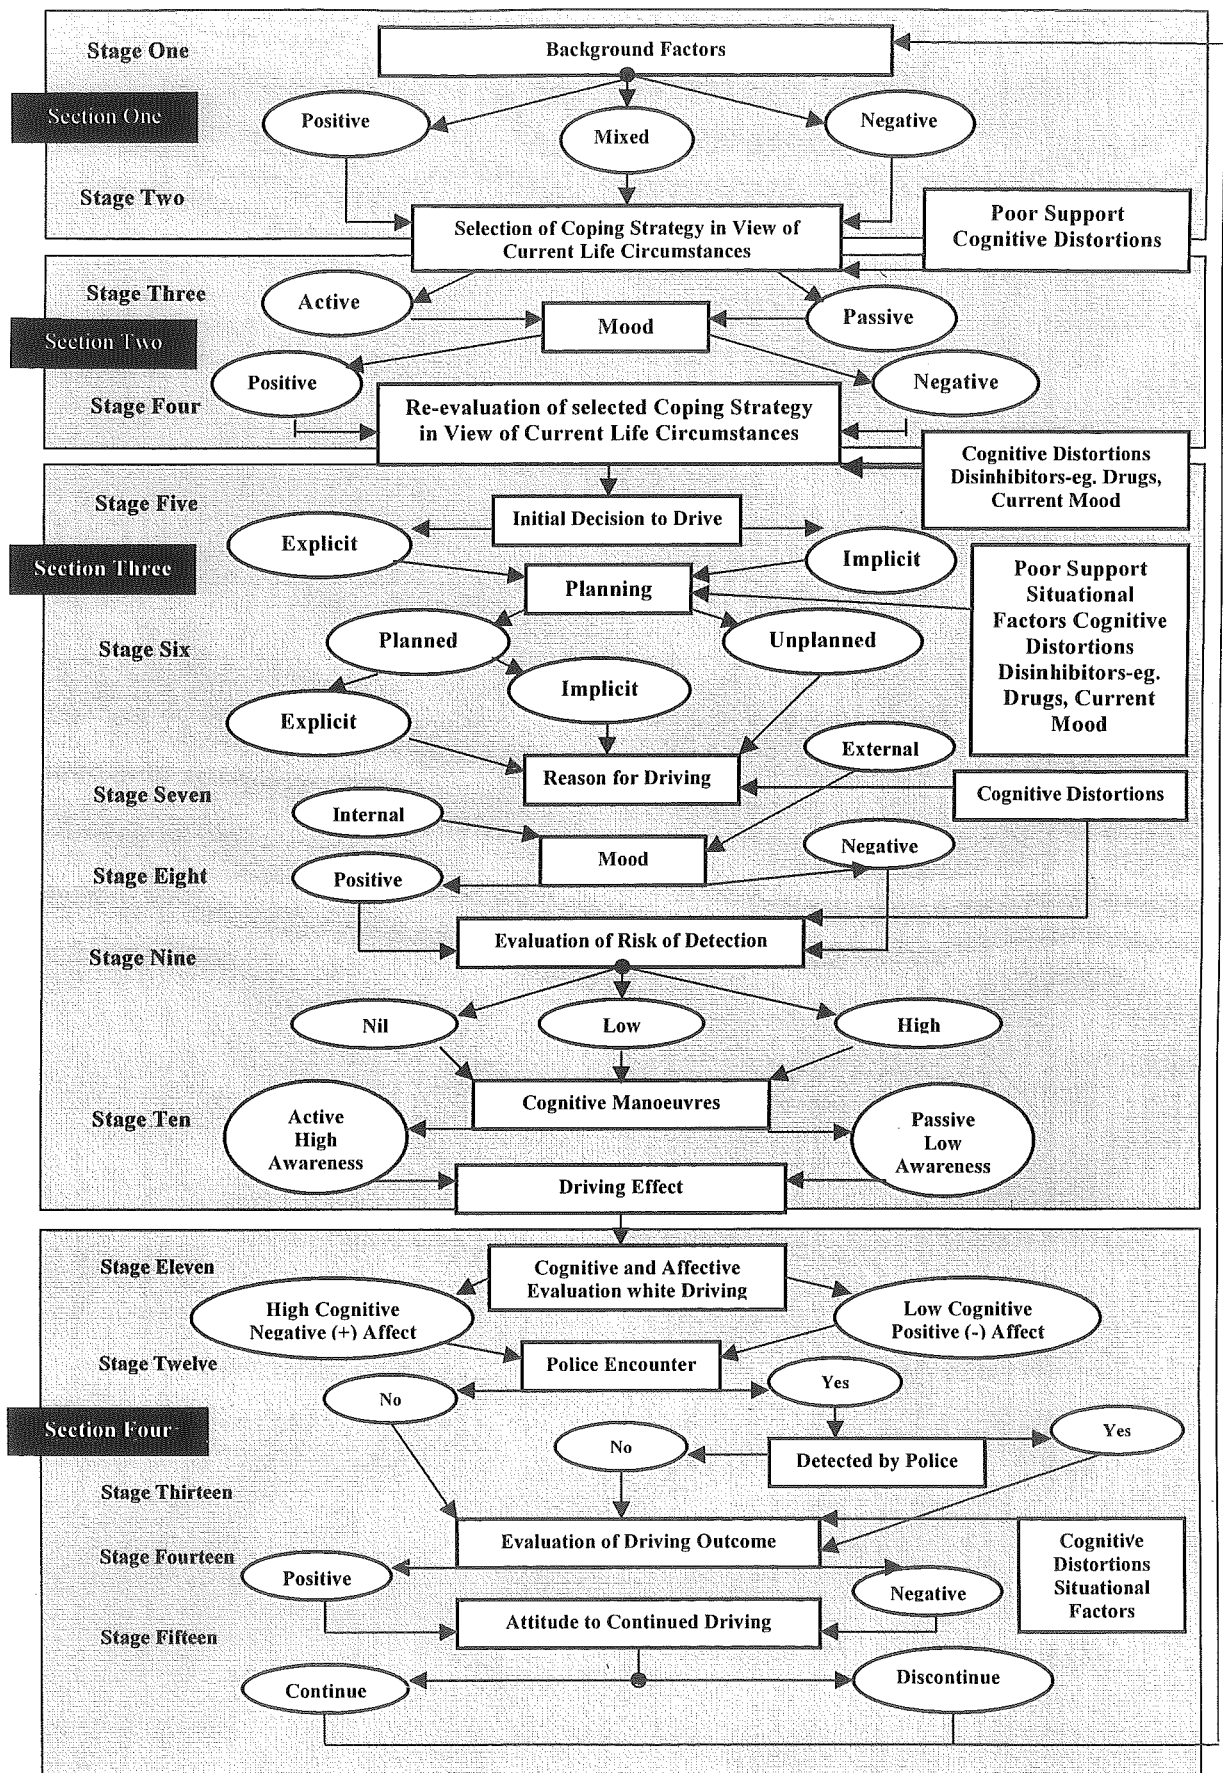 Stage One
Background Factors
Section One
Positive
Mixed
Negative
Stage Two
Selection of Coping Strategy in View of
Current Life Circumstances
Poor Support
Cognitive Distortions
Stage Three
Active
Mood
Passive
Section Two
Positive
Negative
Stage Four
Re-evaluation of selected Coping Strategy
in View of Current Life Circumstances
Cognitive Distortions
Disinhibitors-eg. Drugs,
Current Mood
Stage Five
Initial Decision to Drive
Explicit
Implicit
Section Three
Planning
Poor Support
Situational
Factors Cognitive
Distortions
Disinhibitors-eg.
Drugs, Current
Mood
Stage Six
Planned
Unplanned
Implicit
Explicit
External
Reason for Driving
Stage Seven
Cognitive Distortions
Internal
Mood
Negative
Stage Eight
Positive
Evaluation of Risk of Detection
Stage Nine
Nil
Low
High
Cognitive Manoeuvres
Stage Ten
Active
High
Awareness
Passive
Low
Awareness
Driving Effect
Stage Eleven
Cognitive and Affective
Evaluation white Driving
High Cognitive
Negative (+) Affect
Low Cognitive
Positive (-) Affect
Stage Twelve
Police Encounter
No
Yes
Section Four
No
Detected by Police
Yes
Stage Thirteen
Evaluation of Driving Outcome
Cognitive
Distortions
Situational
Factors
Stage Fourteen
Positive
Negative
Attitude to Continued Driving
Stage Fifteen
Continue
Discontinue